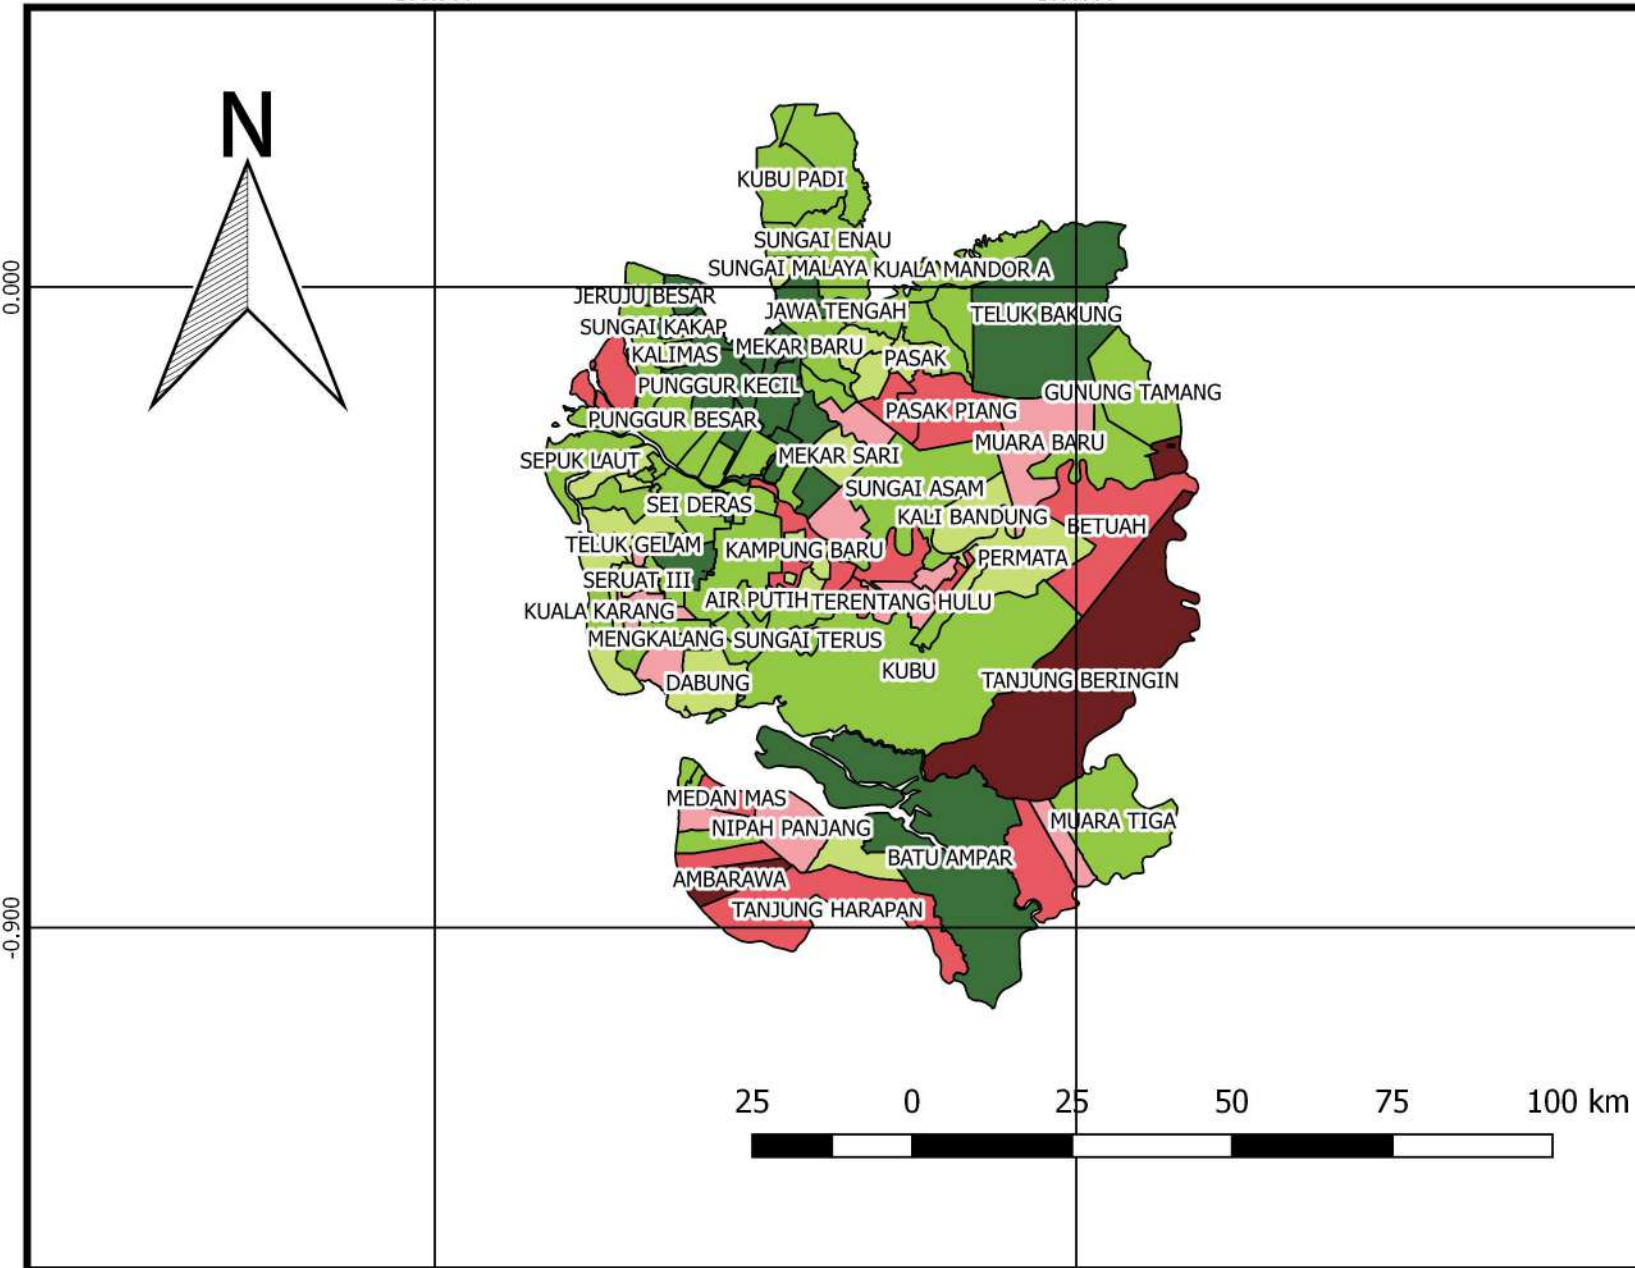 N
KUBU PADI
SUNGAI ENAU
SUNGAI MALAYA KUALA MANDOR A
0.000
JERUJU BESAR
JAWA TENGAH
TELUK BAKUNG
SUNGAI KAKAP
MEKAR BARU
KALIMAS
PASAK
PUNGGUR KECIL
GUNUNG TAMANG
PUNGGUR BESAR
PASAK PIANG
MUARA BARU
SEPUK LAUT
MEKAR SARI
SUNGAI ASAM
SEI DERAS
KALI BANDUNG
BETUAH
TELUK GELAM
KAMPUNG BARU
PERMATA
SERUAT III
AIR PUTIH
TERENTANG HULU
KUALA KARANG
MENGKALANG
SUNGAI TERUS
KUBU
DABUNG
TANJUNG BERINGIN
MEDAN MAS
NIPAH PANJANG
MUARA TIGA
BATU AMPAR
AMBARAWA
TANJUNG HARAPAN
-0.900
25 0 25 50 75 100 km